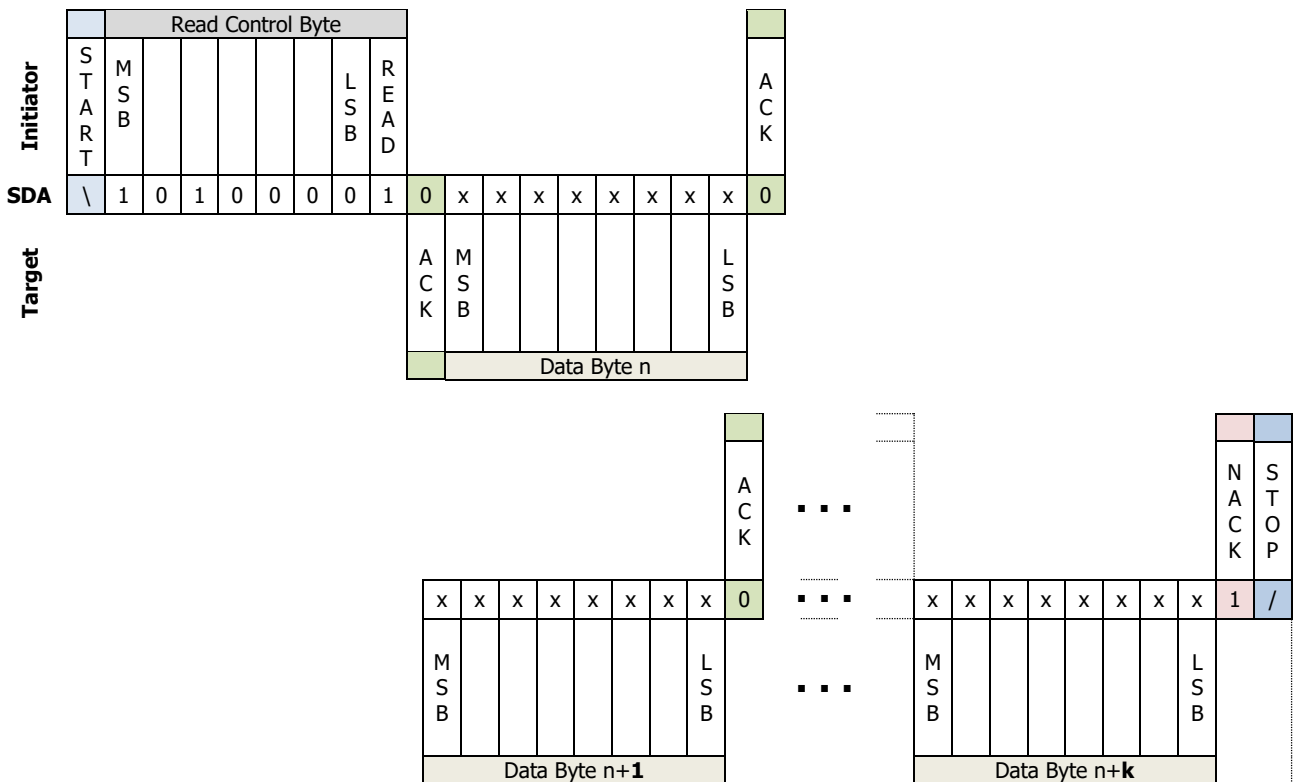 Read Control Byte
Initiator
START
MSB
LSB
READ
ACK
SDA
\ 1 0 1 0 0 0 0 1 0 x x x x x x x x 0
Target
ACK
MSB
LSB
Data Byte n
ACK
...
NACK
STOP
x x x x x x x x 0 ... x x x x x x x x 1 /
MSB
LSB
...
MSB
LSB
Data Byte n+1
Data Byte n+k